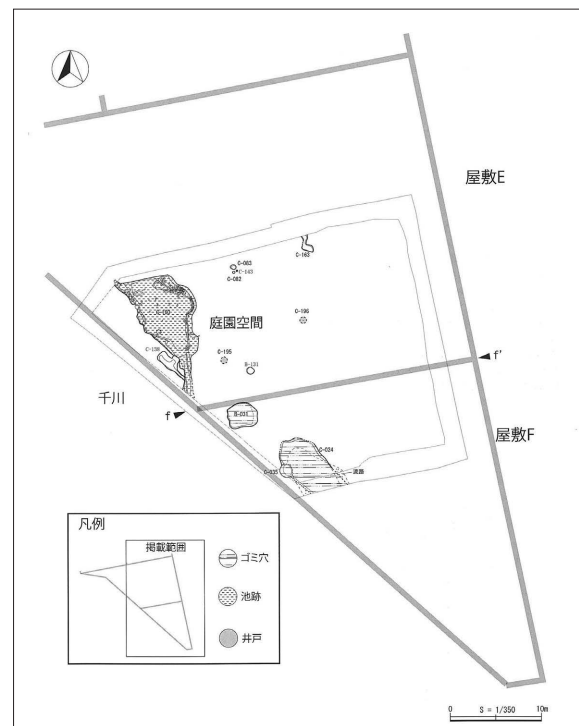 屋敷E
C-163
C-083
C-143
C-082
庭園空間
C-196
C-195
B-131
千川
f
f'
B-031
屋敷F
C-024
C-035
流路
凡例
掲載範囲
ゴミ穴
池跡
井戸
0
S = 1/350
10m